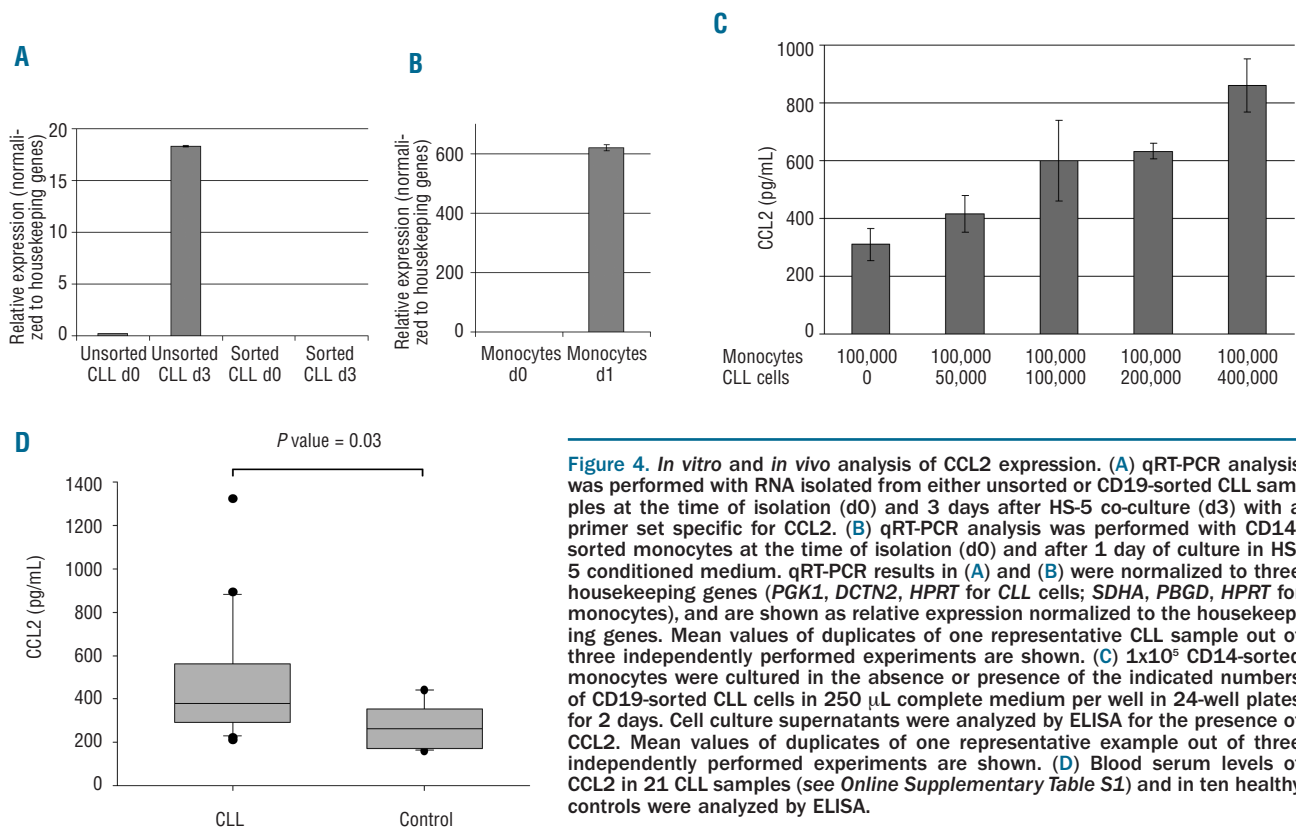 A
Relative expression (normali-
zed to housekeeping genes)
20
15
10
5
0
Unsorted CLL d0
Unsorted CLL d3
Sorted CLL d0
Sorted CLL d3
B
Relative expression (normali-
zed to housekeeping genes)
600
400
200
0
Monocytes d0
Monocytes d1
C
CCL2 (pg/mL)
1000
800
600
400
200
0
Monocytes 100,000 100,000 100,000 100,000 100,000
CLL cells 0 50,000 100,000 200,000 400,000
D
P value = 0.03
CCL2 (pg/mL)
1400
1200
1000
800
600
400
200
0
CLL
Control
Figure 4. In vitro and in vivo analysis of CCL2 expression. (A) qRT-PCR analysis
was performed with RNA isolated from either unsorted or CD19-sorted CLL sam
ples at the time of isolation (d0) and 3 days after HS-5 co-culture (d3) with a
primer set specific for CCL2. (B) qRT-PCR analysis was performed with CD14
sorted monocytes at the time of isolation (d0) and after 1 day of culture in HS
5 conditioned medium. qRT-PCR results in (A) and (B) were normalized to three
housekeeping genes (PGK1, DCTN2, HPRT for CLL cells; SDHA, PBGD, HPRT for
monocytes), and are shown as relative expression normalized to the housekeep
ing genes. Mean values of duplicates of one representative CLL sample out of
three independently performed experiments are shown. (C) 1x10⁵ CD14-sorted
monocytes were cultured in the absence or presence of the indicated numbers
of CD19-sorted CLL cells in 250 µL complete medium per well in 24-well plates
for 2 days. Cell culture supernatants were analyzed by ELISA for the presence of
CCL2. Mean values of duplicates of one representative example out of three
independently performed experiments are shown. (D) Blood serum levels of
CCL2 in 21 CLL samples (see Online Supplementary Table S1) and in ten healthy
controls were analyzed by ELISA.